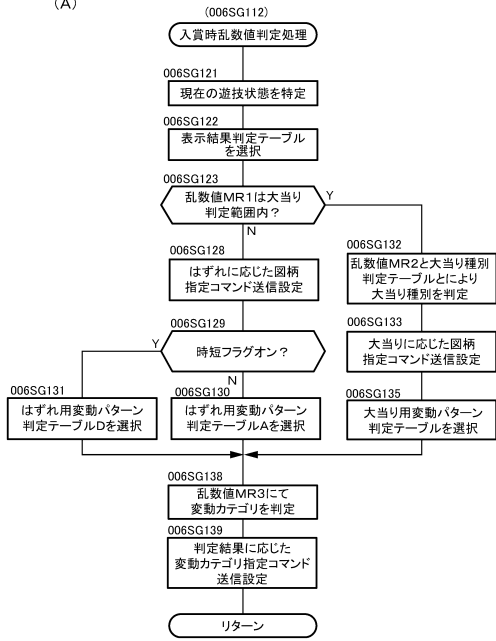 (A)
(006SG112)
入賞時乱数値判定処理
006SG121
現在の遊技状態を特定
006SG122
表示結果判定テーブル
を選択
006SG123
乱数値MR1は大当り
判定範囲内?
Y
N
006SG128
はずれに応じた図柄
指定コマンド送信設定
006SG132
乱数値MR2と大当り種別
判定テーブルとにより
大当り種別を判定
006SG129
時短フラグオン?
Y
N
006SG133
大当りに応じた図柄
指定コマンド送信設定
006SG131
はずれ用変動パターン
判定テーブルDを選択
006SG130
はずれ用変動パターン
判定テーブルAを選択
006SG135
大当り用変動パターン
判定テーブルを選択
006SG138
乱数値MR3にて
変動カテゴリを判定
006SG139
判定結果に応じた
変動カテゴリ指定コマンド
送信設定
リターン